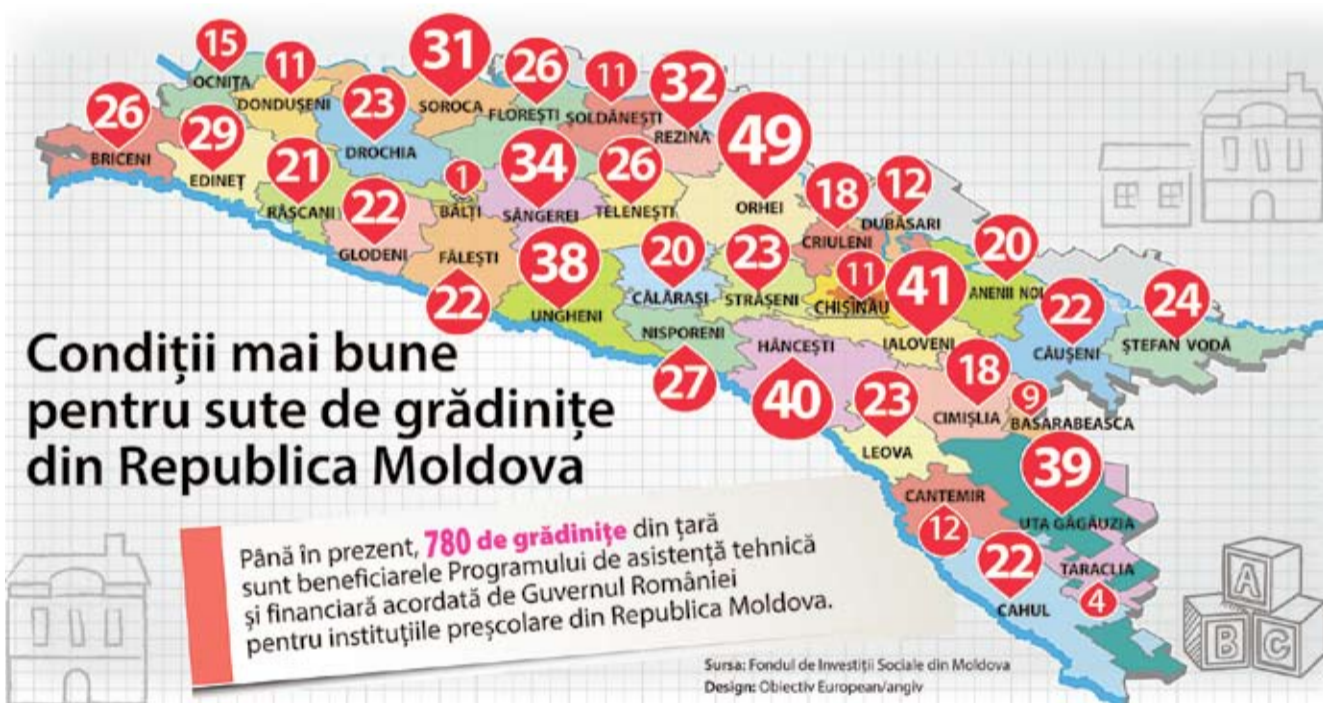 15
OCNIȚA
11
DONDUȘENI
31
SOROCA
26
FLOREȘTI
11
ȘOLDĂNEȘTI
32
REZINA
26
BRICENI
29
EDINEȚ
23
DROCHIA
21
RÂȘCANI
22
GLODENI
1
BĂLȚI
34
SÂNGEREI
26
TELENEȘTI
49
ORHEI
18
CRIULENI
12
DUBĂSARI
FĂLEȘTI
22
38
UNGHENI
20
CĂLĂRAȘI
23
STRĂȘENI
11
CHIȘINĂU
41
IALOVENI
20
ANENII NOI
22
CĂUȘENI
24
ȘTEFAN VODĂ
NISPORENI
27
HÂNCEȘTI
40
23
LEOVA
18
CIMIȘLIA
9
BASARABEASCA
39
UTA GĂGĂUZIA
CANTEMIR
12
22
CAHUL
TARACLIA
4
Condiții mai bune
pentru sute de grădinițe
din Republica Moldova
Până în prezent, 780 de grădinițe din țară
sunt beneficiarele Programului de asistență tehnică
și financiară acordată de Guvernul României
pentru instituțiile preșcolare din Republica Moldova.
A
B C
Sursa: Fondul de Investiții Sociale din Moldova
Design: Obiectiv European/angiv